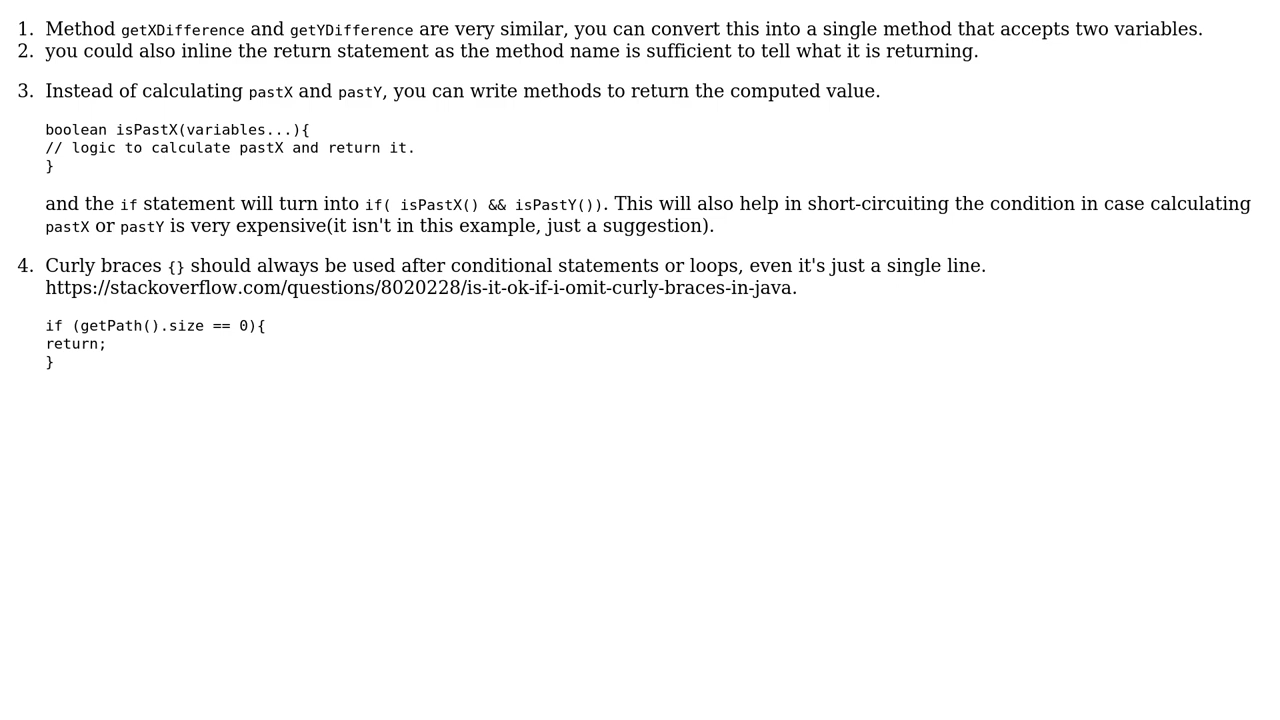 1. Method getXDifference and getYDifference are very similar, you can convert this into a single method that accepts two variables.
2. you could also inline the return statement as the method name is sufficient to tell what it is returning.
3. Instead of calculating pastX and pastY, you can write methods to return the computed value.
boolean isPastX(variables...){
// logic to calculate pastX and return it.
}
and the if statement will turn into if( isPastX() && isPastY()). This will also help in short-circuiting the condition in case calculating
pastX or pastY is very expensive(it isn't in this example, just a suggestion).
4. Curly braces {} should always be used after conditional statements or loops, even it's just a single line.
https://stackoverflow.com/questions/8020228/is-it-ok-if-i-omit-curly-braces-in-java.
if (getPath().size == 0){
return;
}